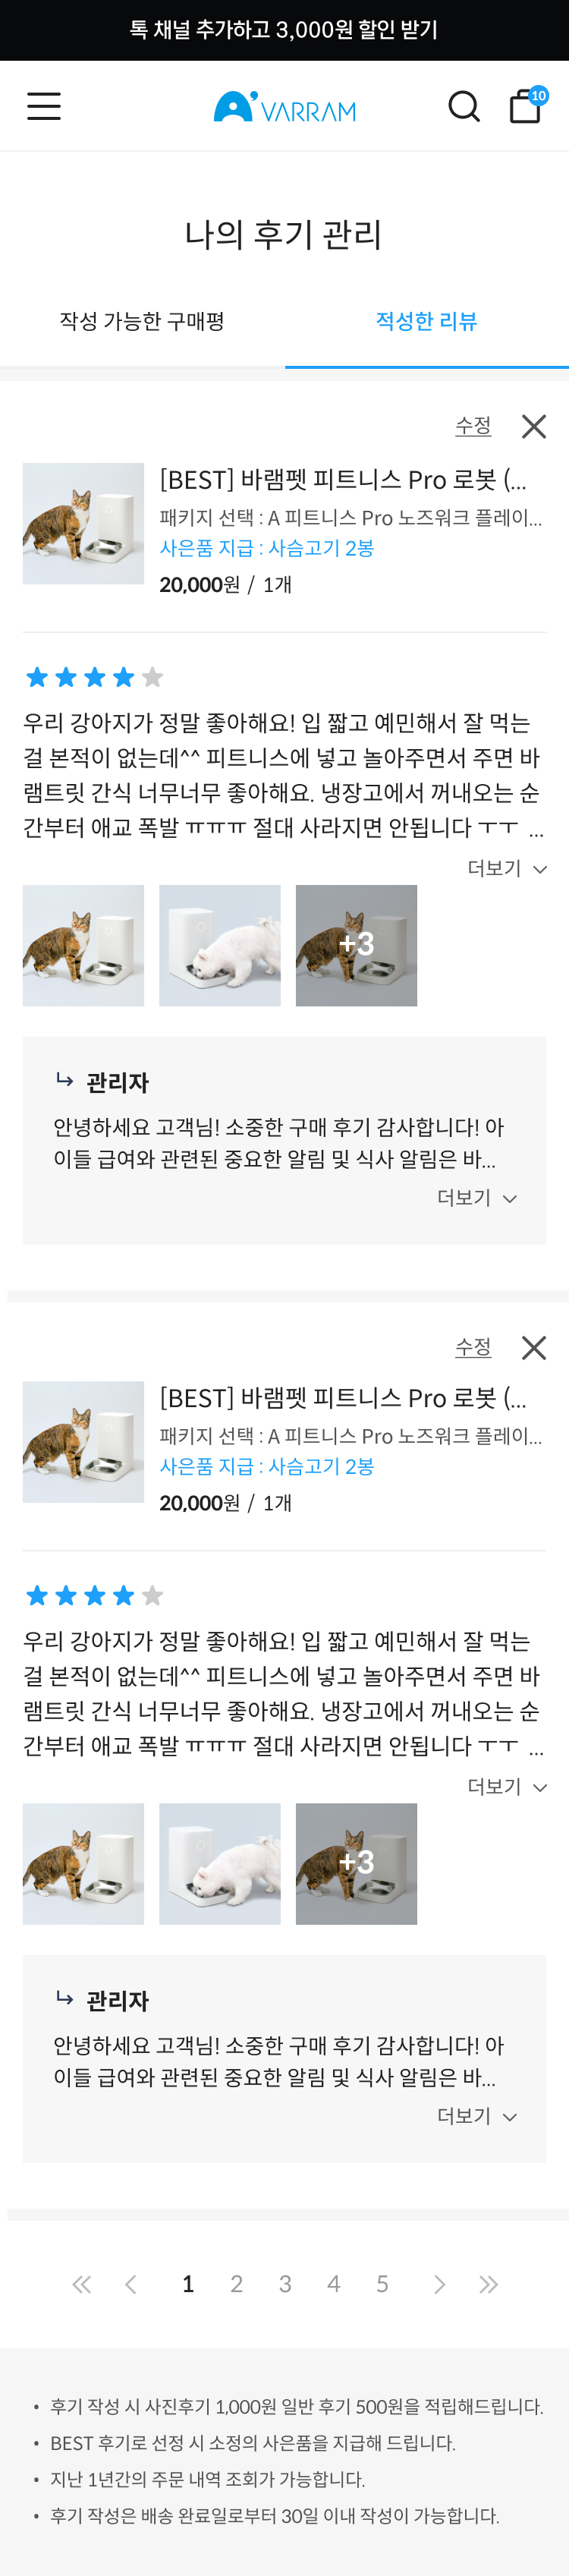 톡 채널 추가하고 3,000원 할인 받기
VARRAM
10
나의 후기 관리
작성 가능한 구매평
적성한 리뷰
수정
[BEST] 바램펫 피트니스 Pro 로봇 (...
패키지 선택 : A 피트니스 Pro 노즈워크 플레이...
사은품 지급 : 사슴고기 2봉
20,000원 / 1개
우리 강아지가 정말 좋아해요! 입 짧고 예민해서 잘 먹는
걸 본적이 없는데^^ 피트니스에 넣고 놀아주면서 주면 바
램트릿 간식 너무너무 좋아해요. 냉장고에서 꺼내오는 순
간부터 애교 폭발 ㅠㅠㅠ 절대 사라지면 안됩니다 ㅜㅜ ...
더보기
+3
관리자
안녕하세요 고객님! 소중한 구매 후기 감사합니다! 아
이들 급여와 관련된 중요한 알림 및 식사 알림은 바...
더보기
수정
[BEST] 바램펫 피트니스 Pro 로봇 (...
패키지 선택 : A 피트니스 Pro 노즈워크 플레이...
사은품 지급 : 사슴고기 2봉
20,000원 / 1개
우리 강아지가 정말 좋아해요! 입 짧고 예민해서 잘 먹는
걸 본적이 없는데^^ 피트니스에 넣고 놀아주면서 주면 바
램트릿 간식 너무너무 좋아해요. 냉장고에서 꺼내오는 순
간부터 애교 폭발 ㅠㅠㅠ 절대 사라지면 안됩니다 ㅜㅜ ...
더보기
+3
관리자
안녕하세요 고객님! 소중한 구매 후기 감사합니다! 아
이들 급여와 관련된 중요한 알림 및 식사 알림은 바...
더보기
1 2 3 4 5
• 후기 작성 시 사진후기 1,000원 일반 후기 500원을 적립해드립니다.
• BEST 후기로 선정 시 소정의 사은품을 지급해 드립니다.
• 지난 1년간의 주문 내역 조회가 가능합니다.
• 후기 작성은 배송 완료일로부터 30일 이내 작성이 가능합니다.